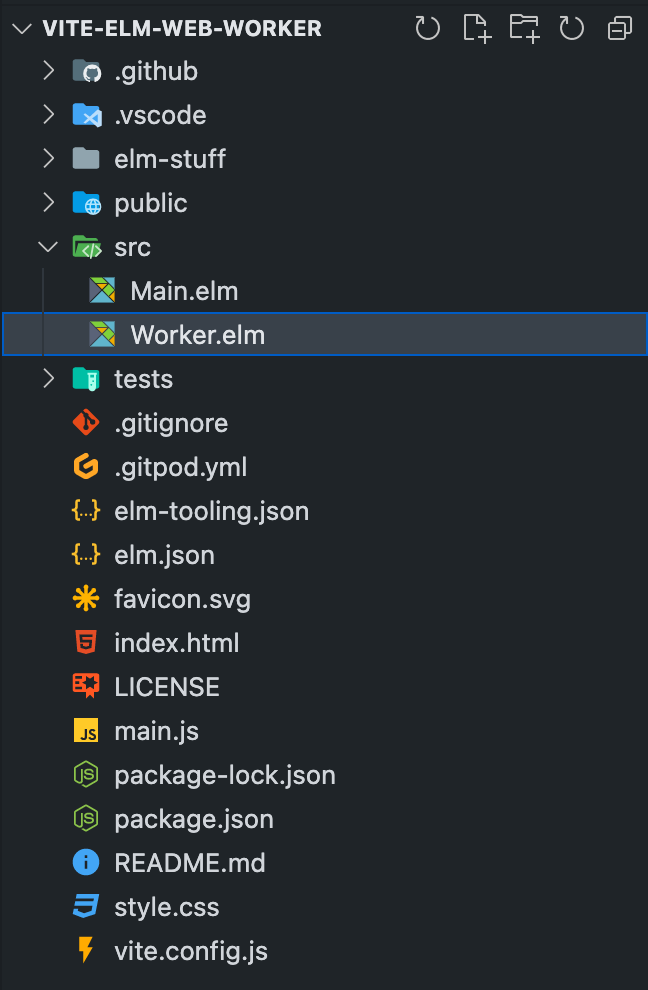 VITE-ELM-WEB-WORKER
.github
.vscode
elm-stuff
public
src
Main.elm
Worker.elm
tests
.gitignore
.gitpod.yml
elm-tooling.json
elm.json
favicon.svg
index.html
LICENSE
main.js
package-lock.json
package.json
README.md
style.css
vite.config.js